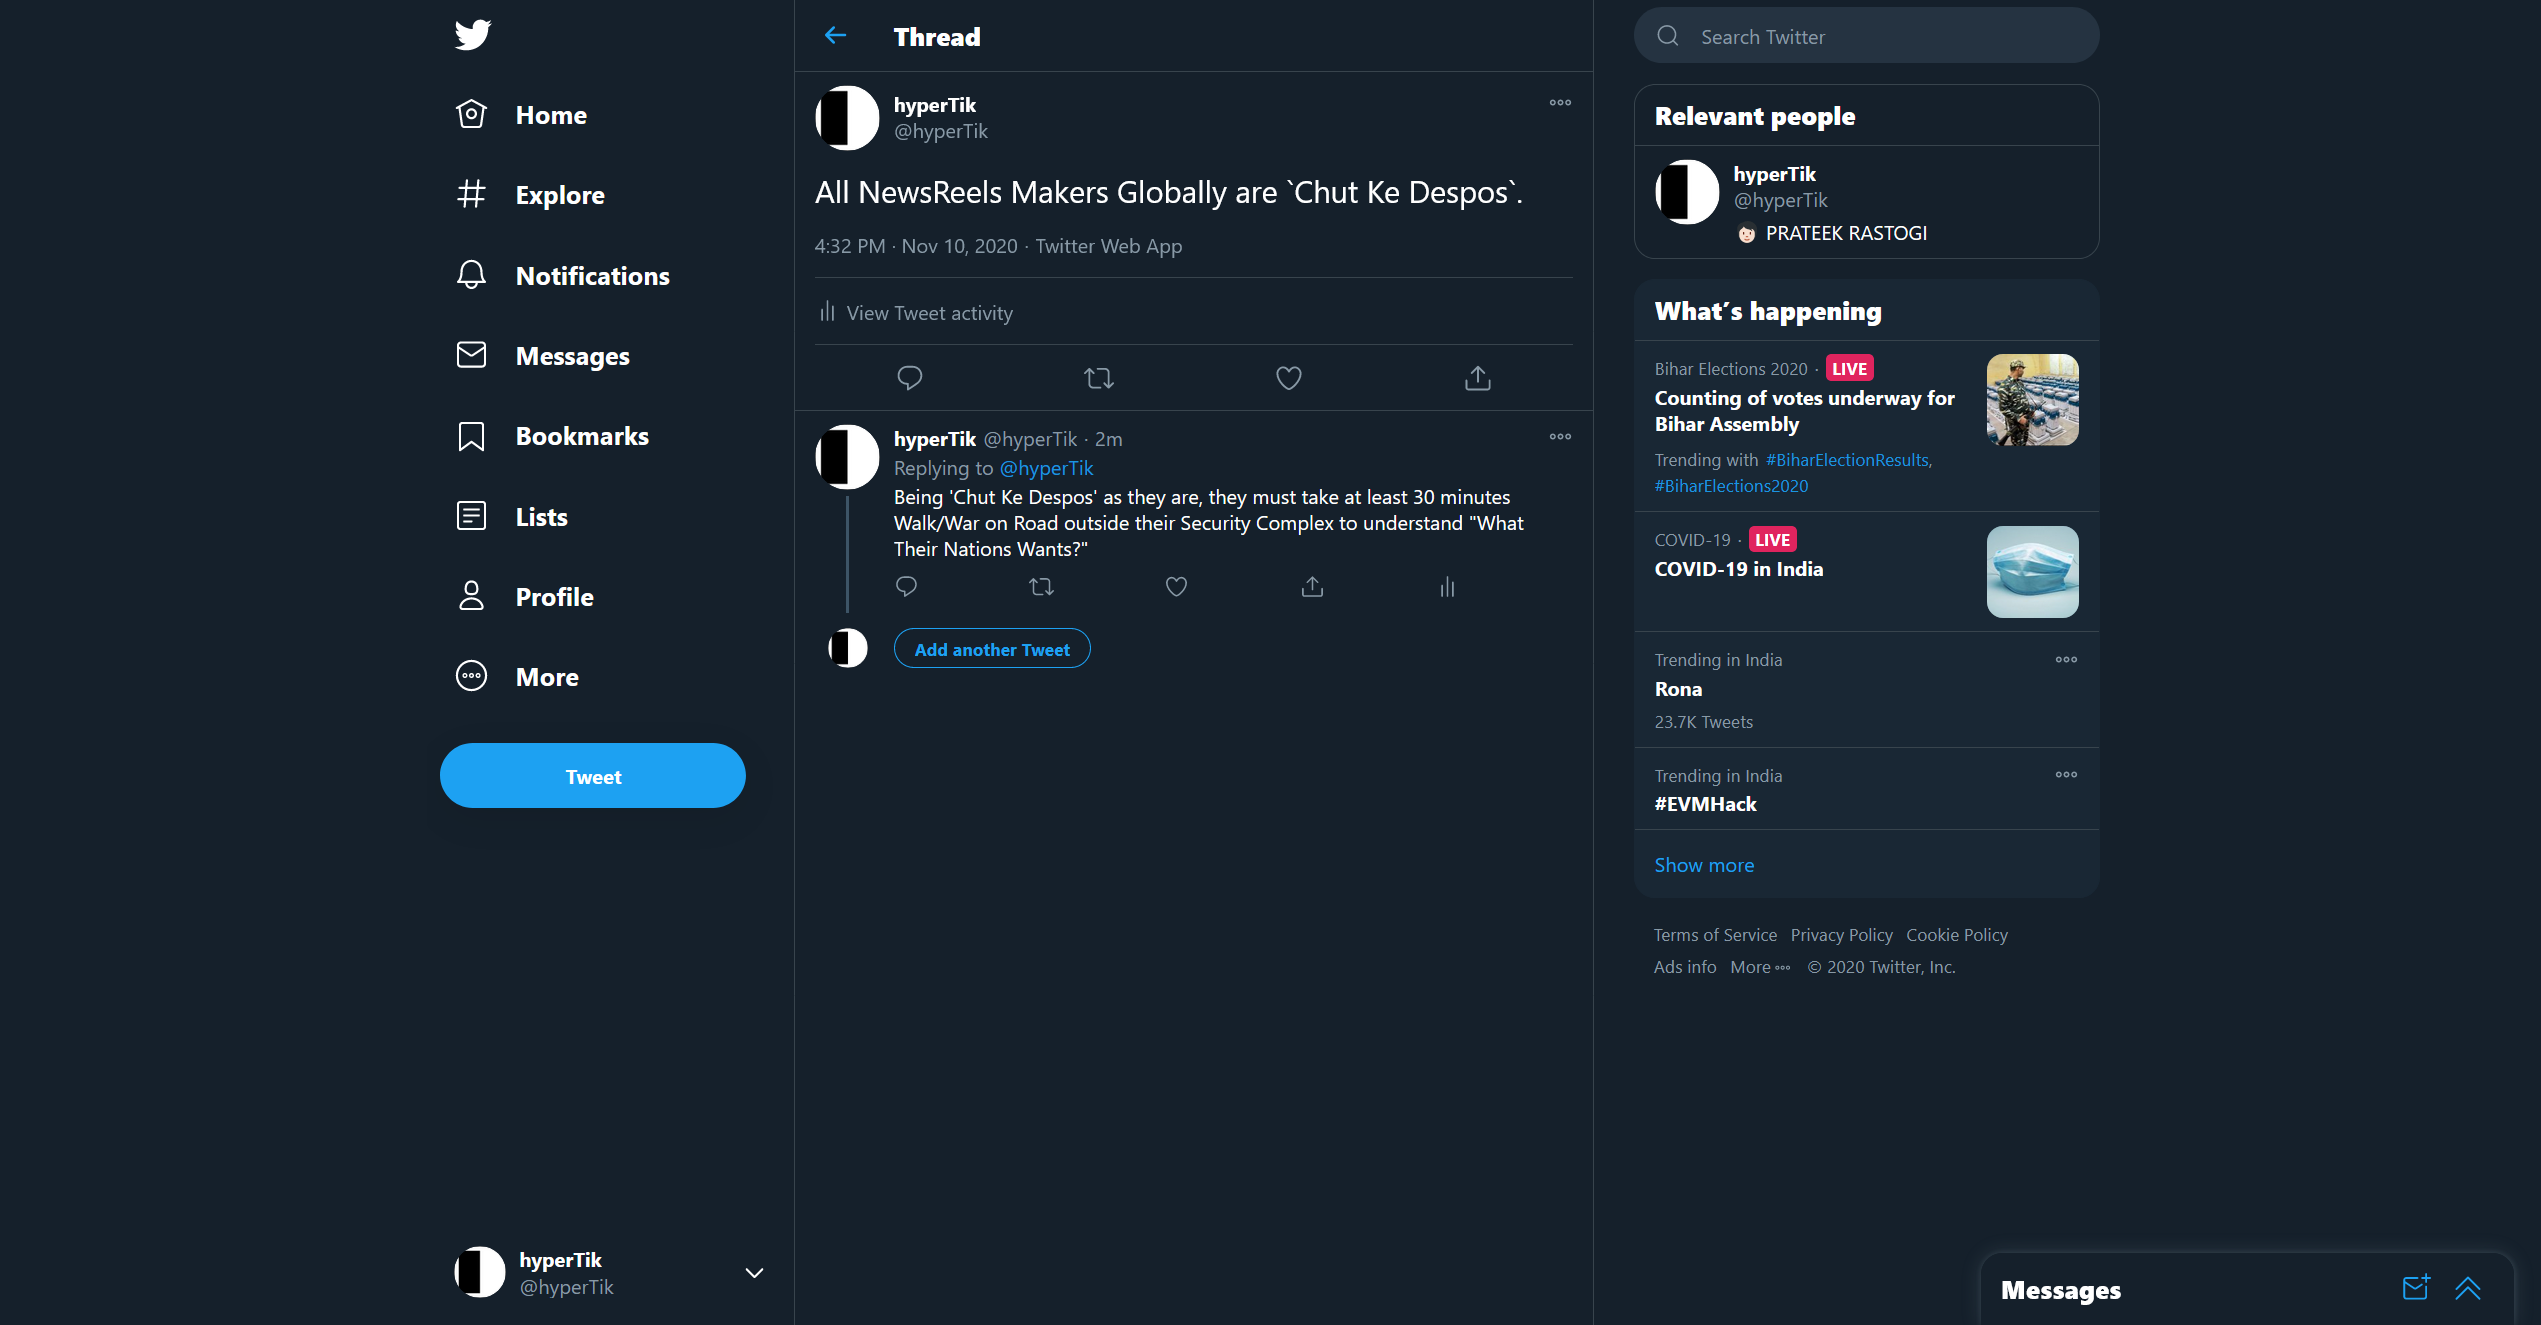 Home
Explore
Notifications
Messages
Bookmarks
Lists
Profile
More
Tweet
hyperTik
@hyperTik
Thread
hyperTik
@hyperTik
All NewsReels Makers Globally are `Chut Ke Despos`.
4:32 PM · Nov 10, 2020 · Twitter Web App
View Tweet activity
hyperTik @hyperTik · 2m
Replying to @hyperTik
Being 'Chut Ke Despos' as they are, they must take at least 30 minutes
Walk/War on Road outside their Security Complex to understand "What
Their Nations Wants?"
Add another Tweet
Search Twitter
Relevant people
hyperTik
@hyperTik
PRATEEK RASTOGI
What's happening
Bihar Elections 2020 · LIVE
Counting of votes underway for
Bihar Assembly
Trending with #BiharElectionResults,
#BiharElections2020
COVID-19 · LIVE
COVID-19 in India
Trending in India
Rona
23.7K Tweets
Trending in India
#EVMHack
Show more
Terms of Service Privacy Policy Cookie Policy
Ads info More © 2020 Twitter, Inc.
Messages